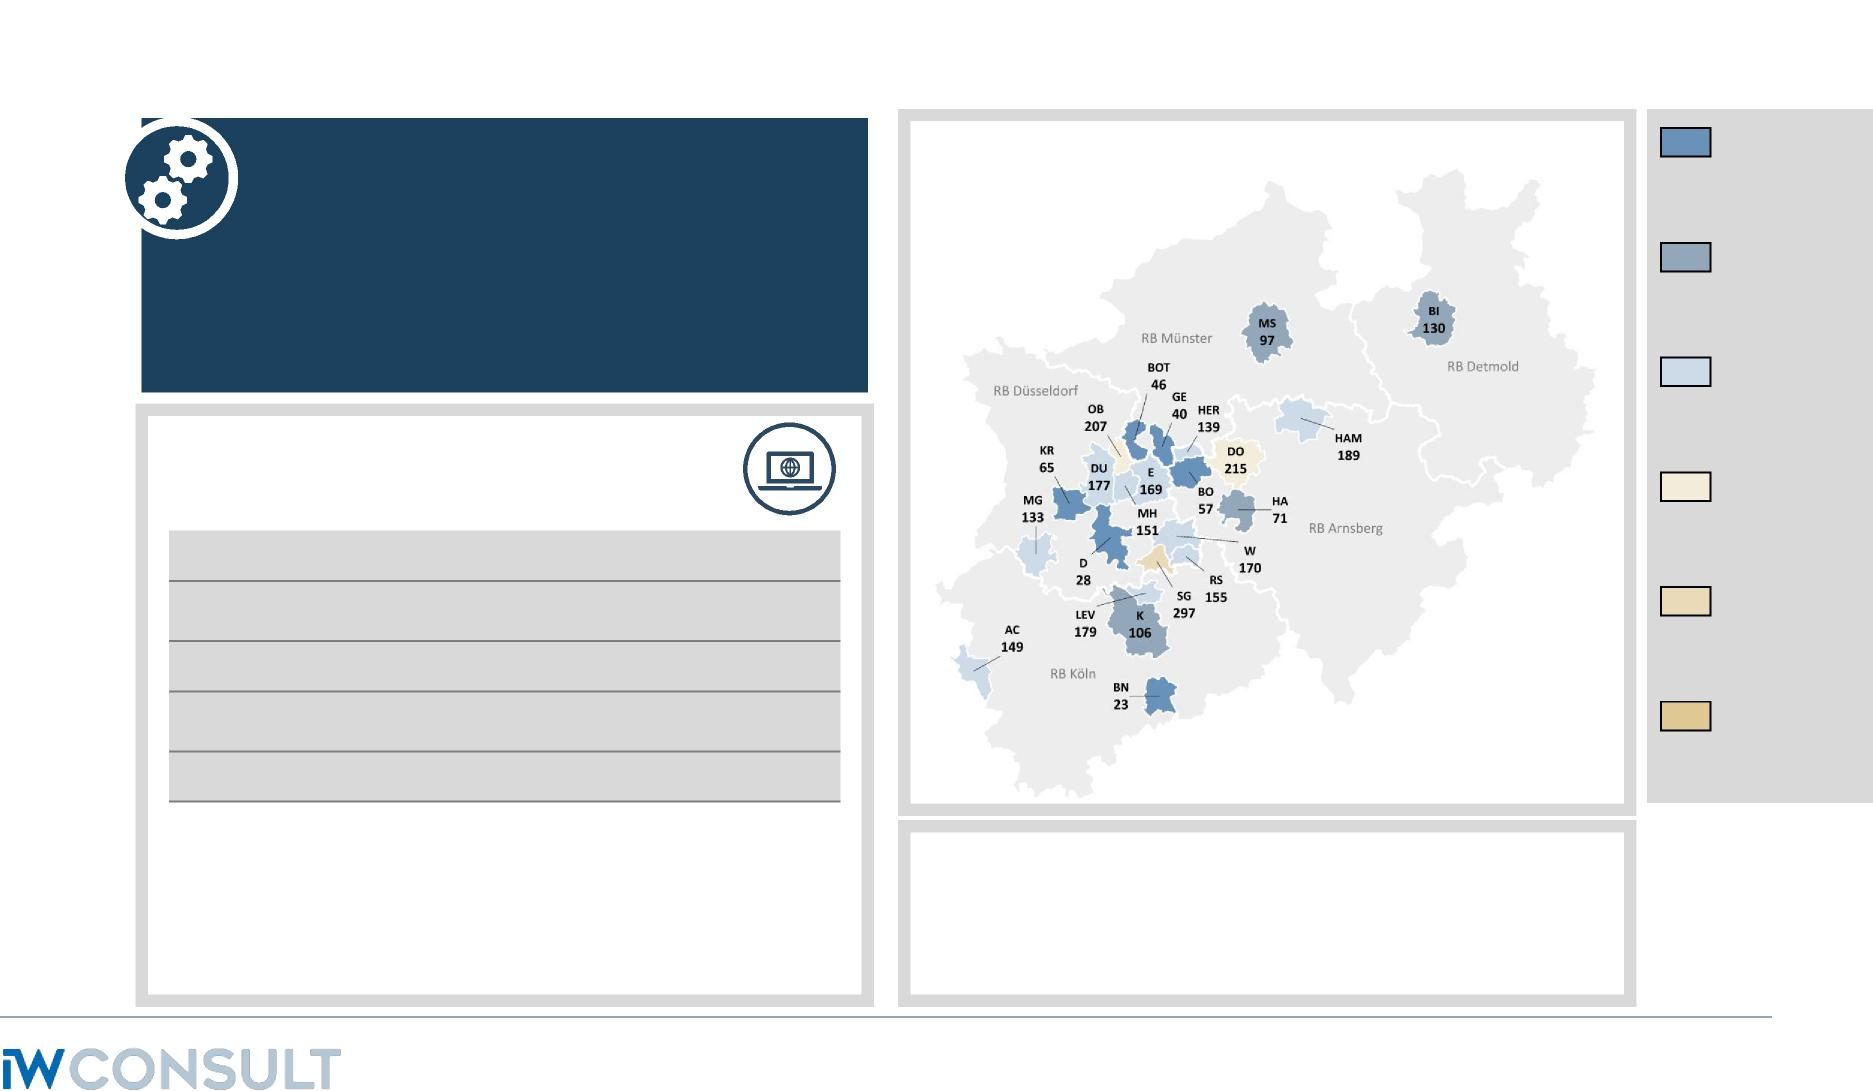 MS
97
BI
130
RB Münster
RB Detmold
BOT
46
RB Düsseldorf
GE
40
OB
207
HER
139
HAM
189
KR
65
DU
177
E
169
DO
215
MG
133
BO
57
HA
71
MH
151
RB Arnsberg
D
28
W
170
RS
155
SG
297
LEV
179
K
106
AC
149
RB Köln
BN
23
iWCONSULT